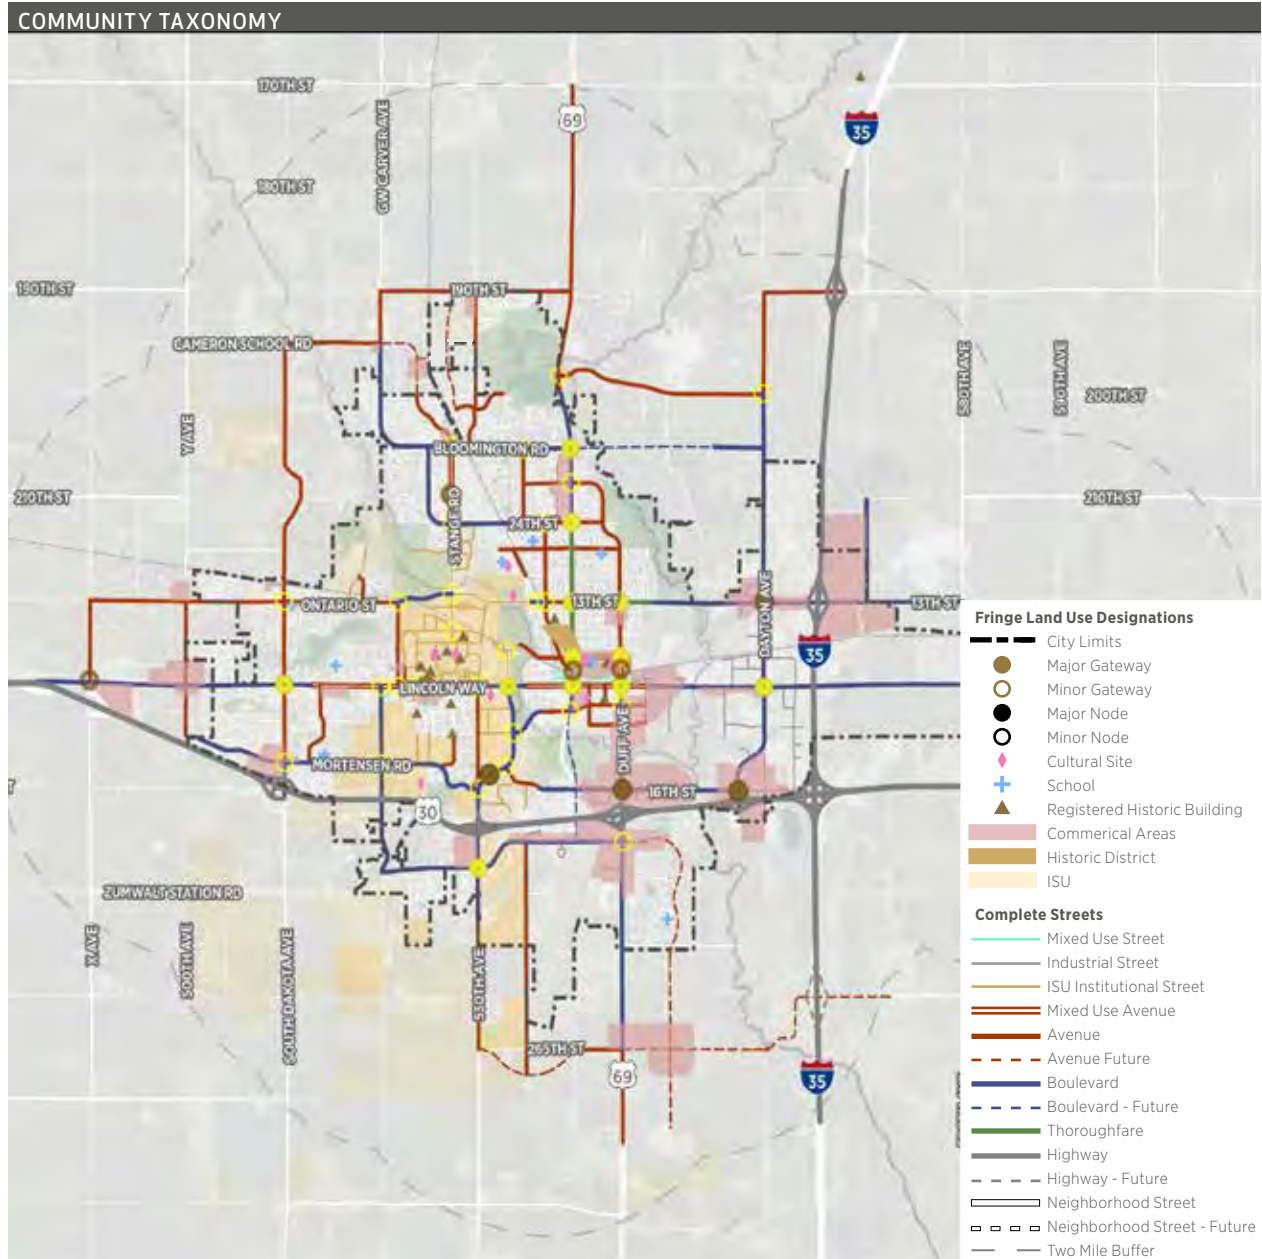 COMMUNITY TAXONOMY
170TH ST
GW CARVER AVE
69
35
180TH ST
190TH ST
190TH ST
CAMERON SCHOOL RD
Y AVE
580TH AVE
590TH AVE
200TH ST
BLOOMINGTON RD
210TH ST
210TH ST
STANGE RD
24TH ST
ONTARIO ST
13TH ST
DAYTON AVE
13TH ST
35
LINCOLN WAY
DUFF AVE
MORTENSEN RD
16TH ST
30
ZUMWALT STATION RD
X AVE
500TH AVE
SOUTH DAKOTA AVE
530TH AVE
265TH ST
69
35
Fringe Land Use Designations
City Limits
Major Gateway
Minor Gateway
Major Node
Minor Node
Cultural Site
School
Registered Historic Building
Commerical Areas
Historic District
ISU
Complete Streets
Mixed Use Street
Industrial Street
ISU Institutional Street
Mixed Use Avenue
Avenue
Avenue Future
Boulevard
Boulevard - Future
Thoroughfare
Highway
Highway - Future
Neighborhood Street
Neighborhood Street - Future
Two Mile Buffer